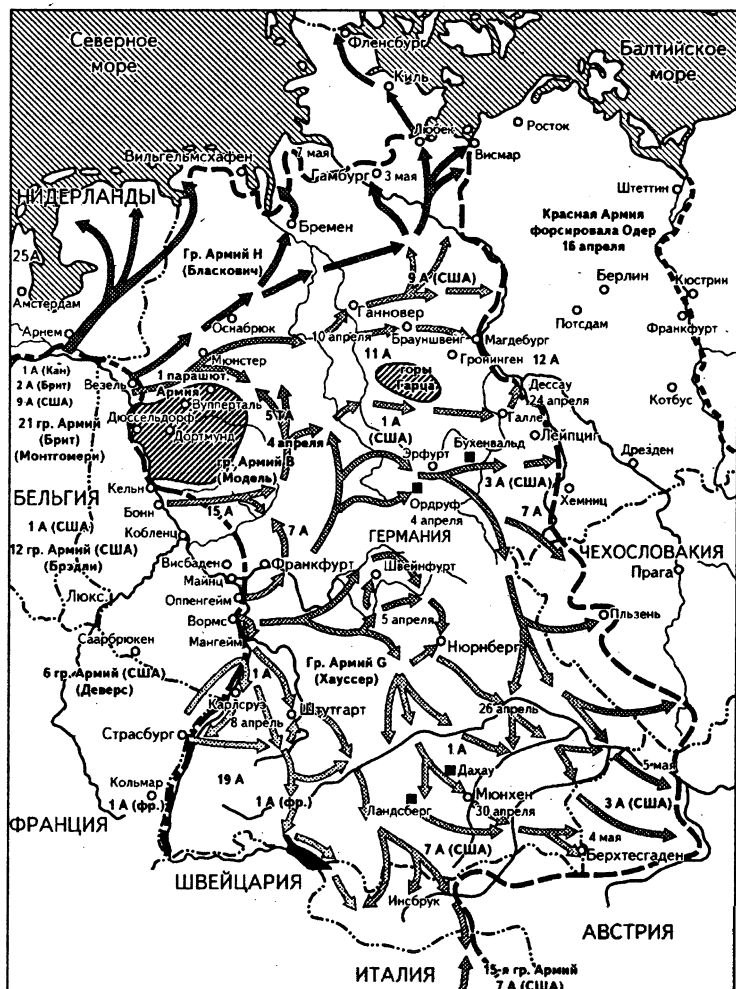 Северное
море
Фленсбург
Балтийское
море
Киль
Росток
Любек
Висмар
7 мая
Вильгельмсхафен
Гамбург
3 мая
Штеттин
НИДЕРЛАНДЫ
Бремен
Красная Армия
форсировала Одер
16 апреля
25А
Гр. Армий Н
(Бласкович)
9 А (США)
Берлин
Кюстрин
Амстердам
Ганновер
Потсдам
Франкфурт
Арнем
Оснабрюк
10 апреля
Брауншвейг
Магдебург
Мюнстер
11 А
Гронинген
12 А
1 А (Кан)
2 А (Брит)
9 А (США)
Везель
1 парашют.
Армия
горы
Гарца
Дессау
24 апреля
Котбус
21 гр. Армий
(Брит)
(Монтгомери)
Вупперталь
Дюссельдорф
Дортмунд
4 апреля
1 А
(США)
Галле
Бухенвальд
Лейпциг
гр. Армий В
(Модель)
Эрфурт
Дрезден
Кельн
3 А (США)
БЕЛЬГИЯ
Бонн
15 А
Ордруф
4 апреля
Хемниц
1 А (США)
7 А
7 А
Кобленц
ГЕРМАНИЯ
12 гр. Армий (США)
(Брэдли)
ЧЕХОСЛОВАКИЯ
Висбаден
Франкфурт
Швейнфурт
Прага
Майнц
Люкс.
Оппенгейм
Вормс
5 апреля
Пльзень
Саарбрюкен
Мангейм
Нюрнберг
6 гр. Армий (США)
(Деверс)
1 А
Гр. Армий G
(Хауссер)
Карлсруэ
8 апрель
Штутгарт
26 апрель
Страсбург
1 А
5 мая
19 А
Дахау
Кольмар
1 А (фр.)
1 А (фр.)
Мюнхен
30 апреля
3 А (США)
Ландсберг
ФРАНЦИЯ
7 А (США)
4 мая
Берхтесгаден
ШВЕЙЦАРИЯ
Инсбрук
АВСТРИЯ
ИТАЛИЯ
15-я гр. Армий
7 А (США)